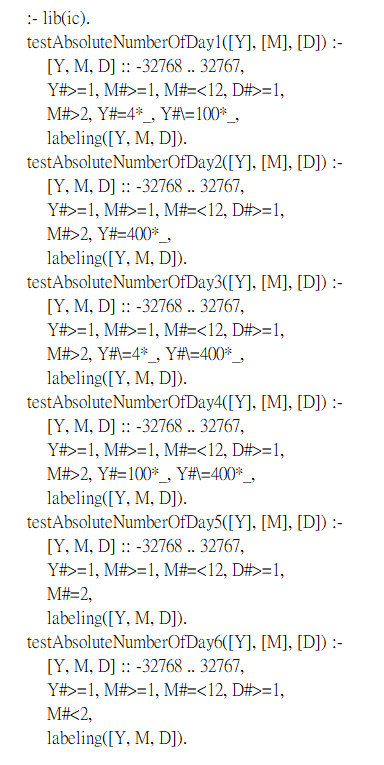 :- lib(ic).
testAbsoluteNumberOfDay1([Y], [M], [D]) :-
[Y, M, D] :: -32768 .. 32767,
Y#>=1, M#>=1, M#=<12, D#>=1,
M#>2, Y#=4*_, Y#\=100*_,
labeling([Y, M, D]).
testAbsoluteNumberOfDay2([Y], [M], [D]) :-
[Y, M, D] :: -32768 .. 32767,
Y#>=1, M#>=1, M#=<12, D#>=1,
M#>2, Y#=400*_,
labeling([Y, M, D]).
testAbsoluteNumberOfDay3([Y], [M], [D]) :-
[Y, M, D] :: -32768 .. 32767,
Y#>=1, M#>=1, M#=<12, D#>=1,
M#>2, Y#\=4*_, Y#\=400*_,
labeling([Y, M, D]).
testAbsoluteNumberOfDay4([Y], [M], [D]) :-
[Y, M, D] :: -32768 .. 32767,
Y#>=1, M#>=1, M#=<12, D#>=1,
M#>2, Y#=100*_, Y#\=400*_,
labeling([Y, M, D]).
testAbsoluteNumberOfDay5([Y], [M], [D]) :-
[Y, M, D] :: -32768 .. 32767,
Y#>=1, M#>=1, M#=<12, D#>=1,
M#=2,
labeling([Y, M, D]).
testAbsoluteNumberOfDay6([Y], [M], [D]) :-
[Y, M, D] :: -32768 .. 32767,
Y#>=1, M#>=1, M#=<12, D#>=1,
M#<2,
labeling([Y, M, D]).